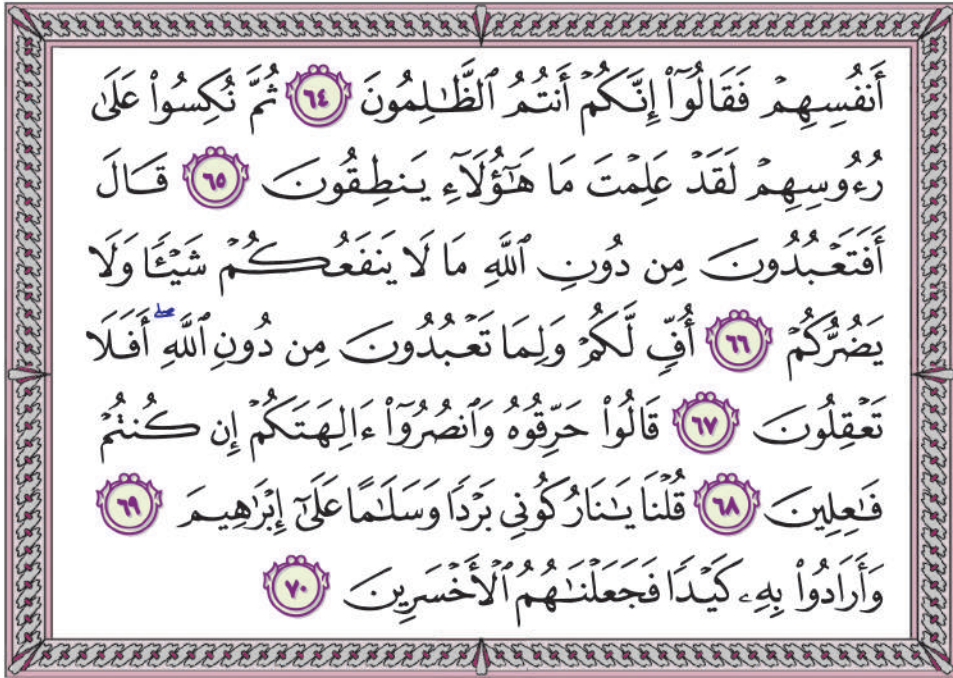 أَنفُسِهِمۡ فَقَالُوٓاْ إِنَّكُمۡ أَنتُمُ ٱلظَّـٰلِمُونَ ٦٤ ثُمَّ نُكِسُواْ عَلَىٰ
رُءُوسِهِمۡ لَقَدۡ عَلِمۡتَ مَا هَـٰٓؤُلَآءِ يَنطِقُونَ ٦٥ قَالَ
أَفَتَعۡبُدُونَ مِن دُونِ ٱللَّهِ مَا لَا يَنفَعُكُمۡ شَيۡـًٔا وَلَا
يَضُرُّكُمۡ ٦٦ أُفّٖ لَّكُمۡ وَلِمَا تَعۡبُدُونَ مِن دُونِ ٱللَّهِۖ أَفَلَا
تَعۡقِلُونَ ٦٧ قَالُواْ حَرِّقُوهُ وَٱنصُرُوٓاْ ءَالِهَتَكُمۡ إِن كُنتُمۡ
فَـٰعِلِينَ ٦٨ قُلۡنَا يَـٰنَارُ كُونِي بَرۡدٗا وَسَلَـٰمًا عَلَىٰٓ إِبۡرَٰهِيمَ ٦٩
وَأَرَادُواْ بِهِۦ كَيۡدٗا فَجَعَلۡنَـٰهُمُ ٱلۡأَخۡسَرِينَ ٧٠